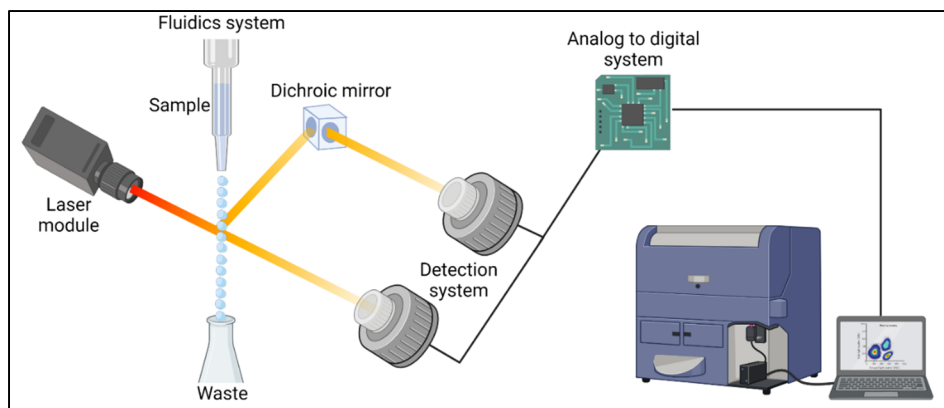 Fluidics system
Analog to digital
system
Sample
Dichroic mirror
Laser
module
Detection
system
Waste